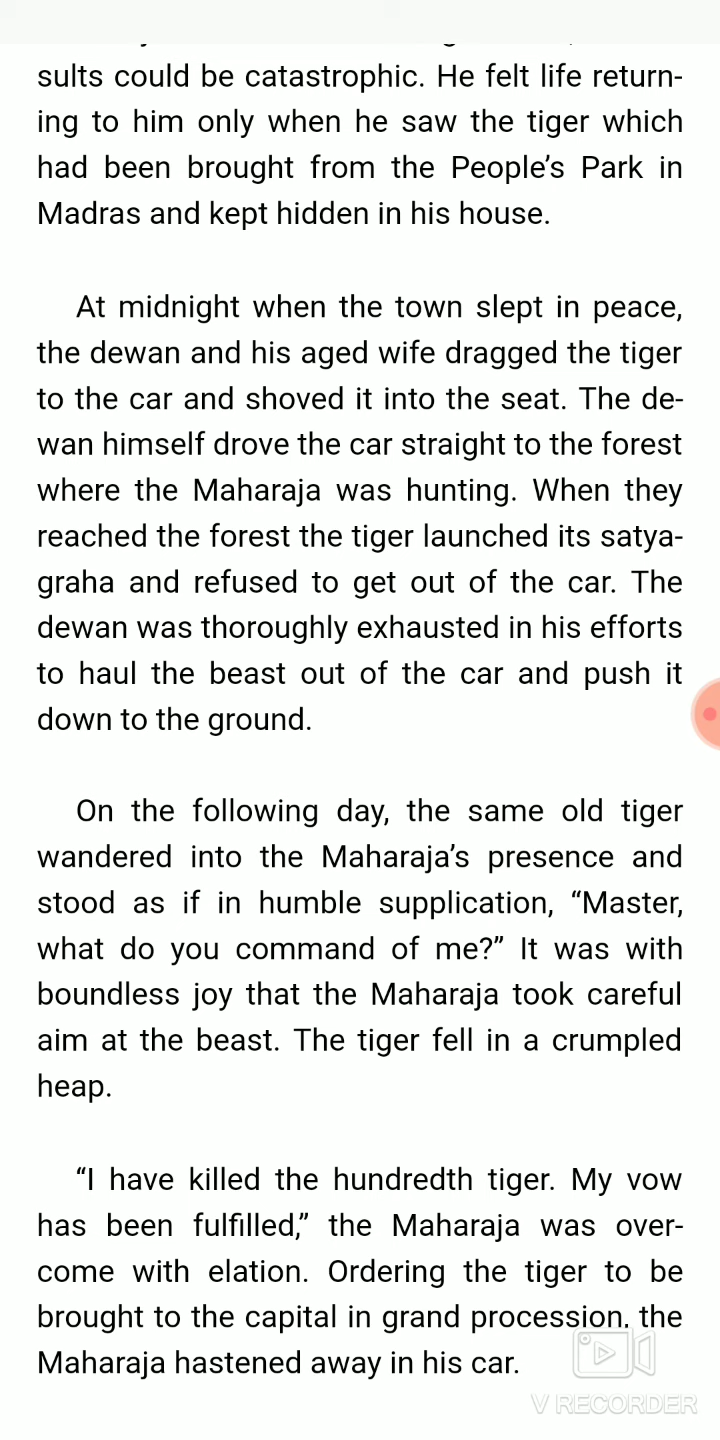 sults could be catastrophic. He felt life return-
ing to him only when he saw the tiger which
had been brought from the People’s Park in
Madras and kept hidden in his house.
At midnight when the town slept in peace,
the dewan and his aged wife dragged the tiger
to the car and shoved it into the seat. The de-
wan himself drove the car straight to the forest
where the Maharaja was hunting. When they
reached the forest the tiger launched its satya-
graha and refused to get out of the car. The
dewan was thoroughly exhausted in his efforts
to haul the beast out of the car and push it
down to the ground.
On the following day, the same old tiger
wandered into the Maharaja’s presence and
stood as if in humble supplication, “Master,
what do you command of me?” It was with
boundless joy that the Maharaja took careful
aim at the beast. The tiger fell in a crumpled
heap.
“I have killed the hundredth tiger. My vow
has been fulfilled,” the Maharaja was over-
come with elation. Ordering the tiger to be
brought to the capital in grand procession, the
Maharaja hastened away in his car.
V RECORDER